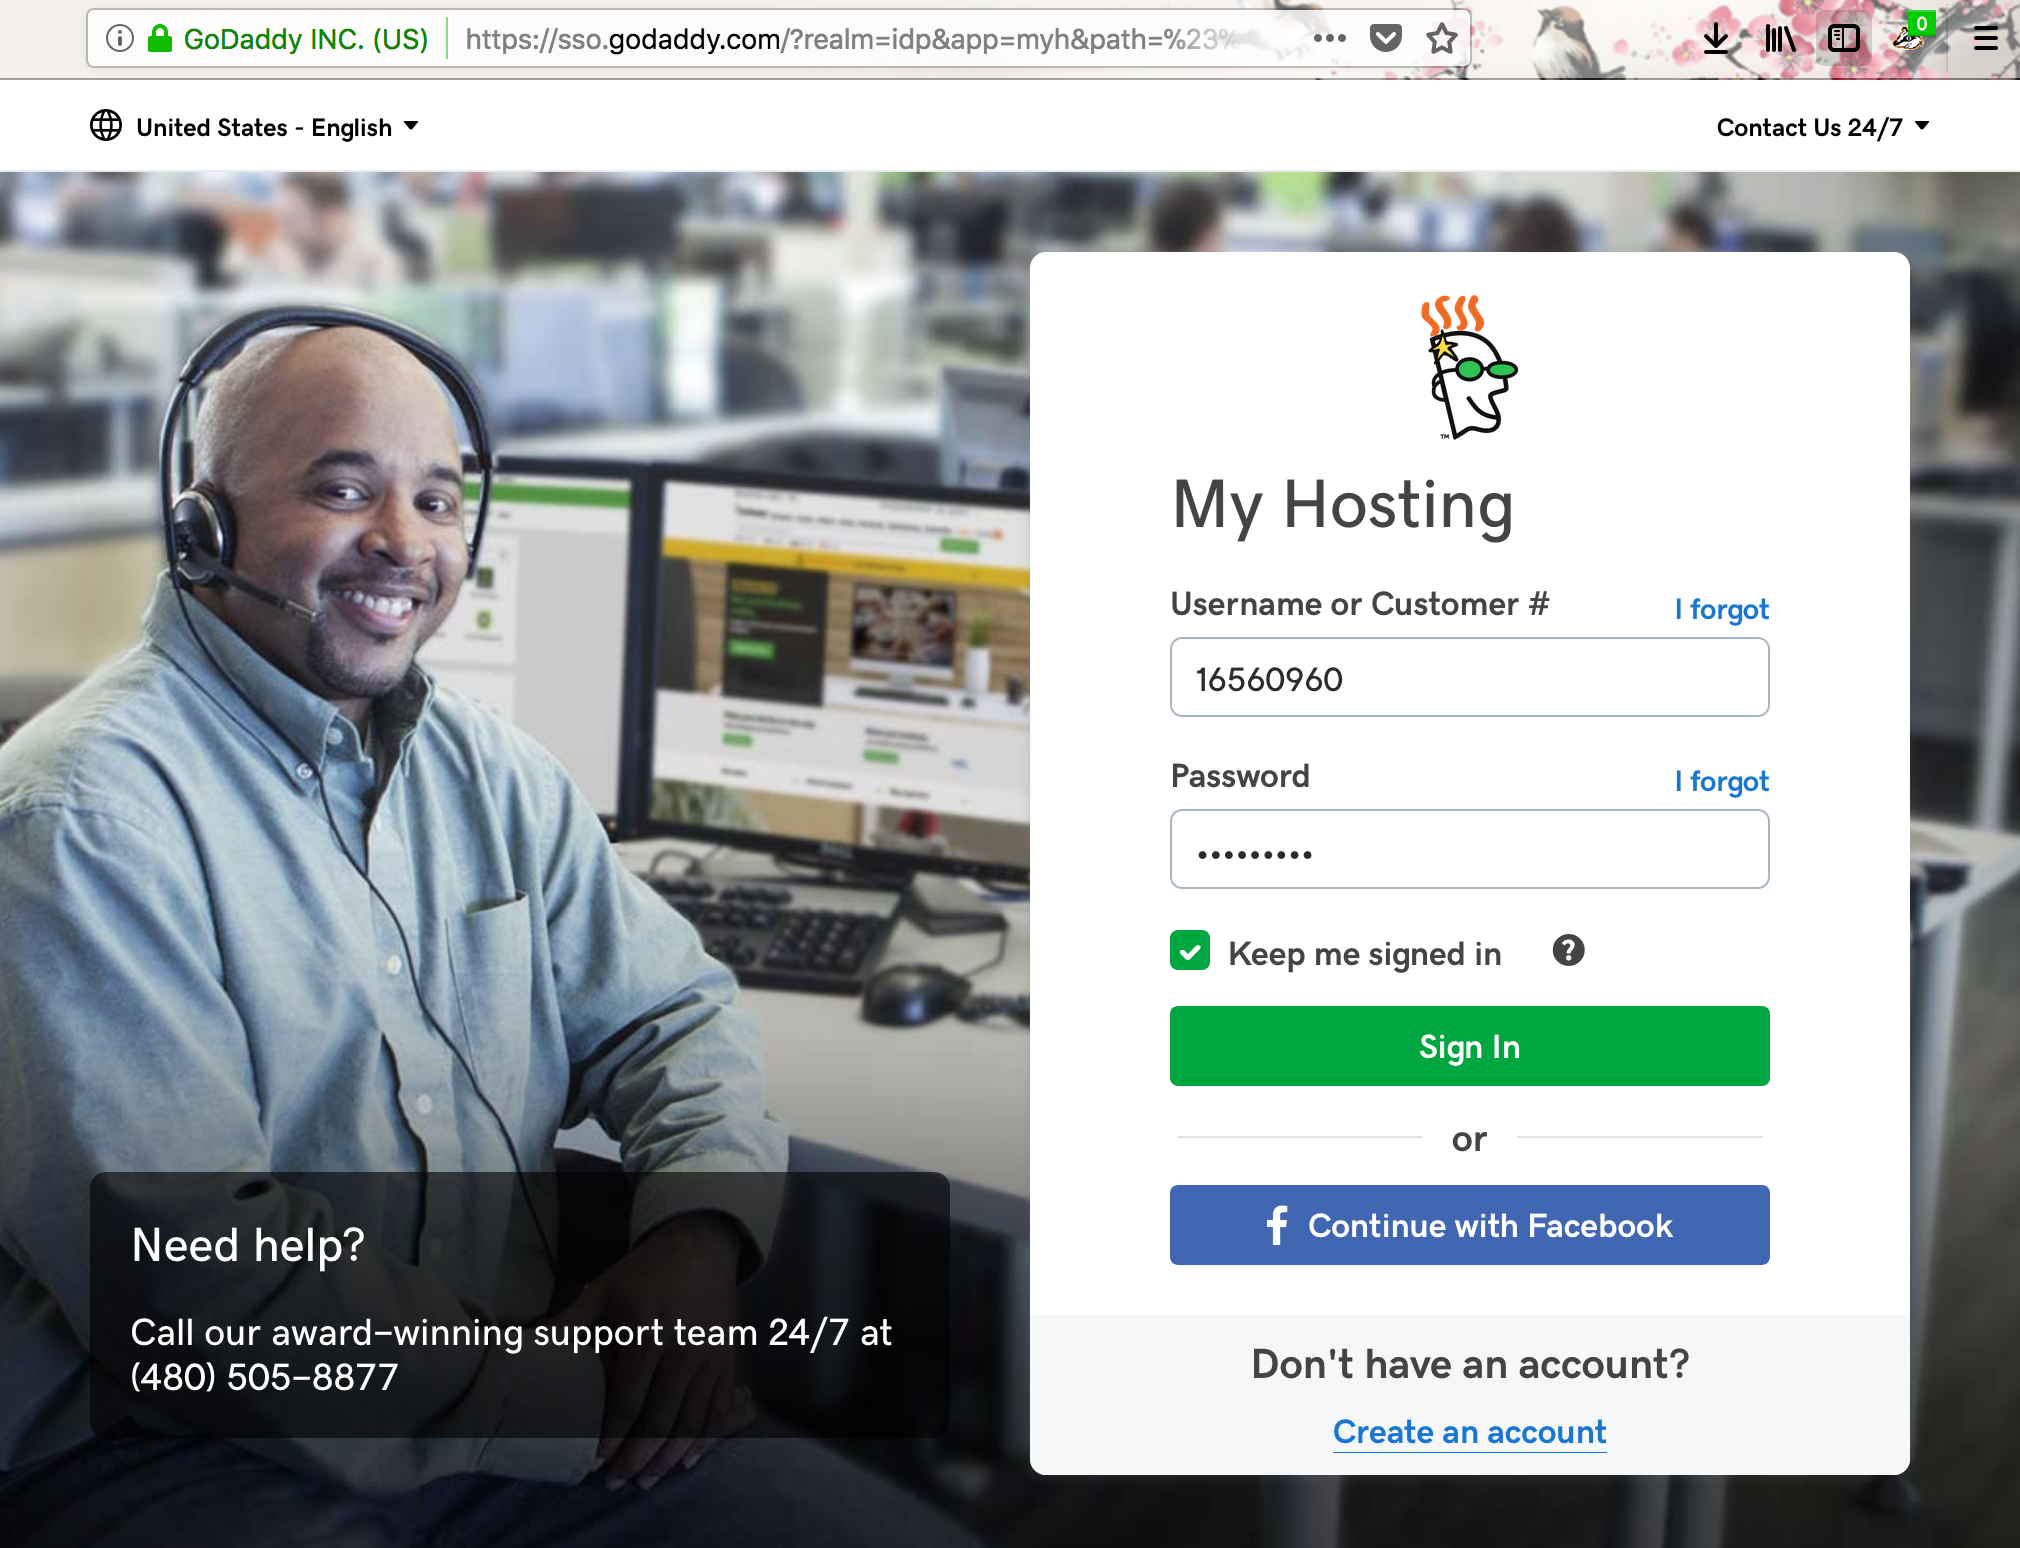 GoDaddy INC. (US) https://sso.godaddy.com/?realm=idp&app=myh&path=%23%
0
United States - English
Contact Us 24/7
TM
My Hosting
Username or Customer #
I forgot
16560960
Password
I forgot
•••••••••
Keep me signed in
?
Sign In
or
f Continue with Facebook
Don't have an account?
Create an account
Need help?
Call our award-winning support team 24/7 at
(480) 505-8877